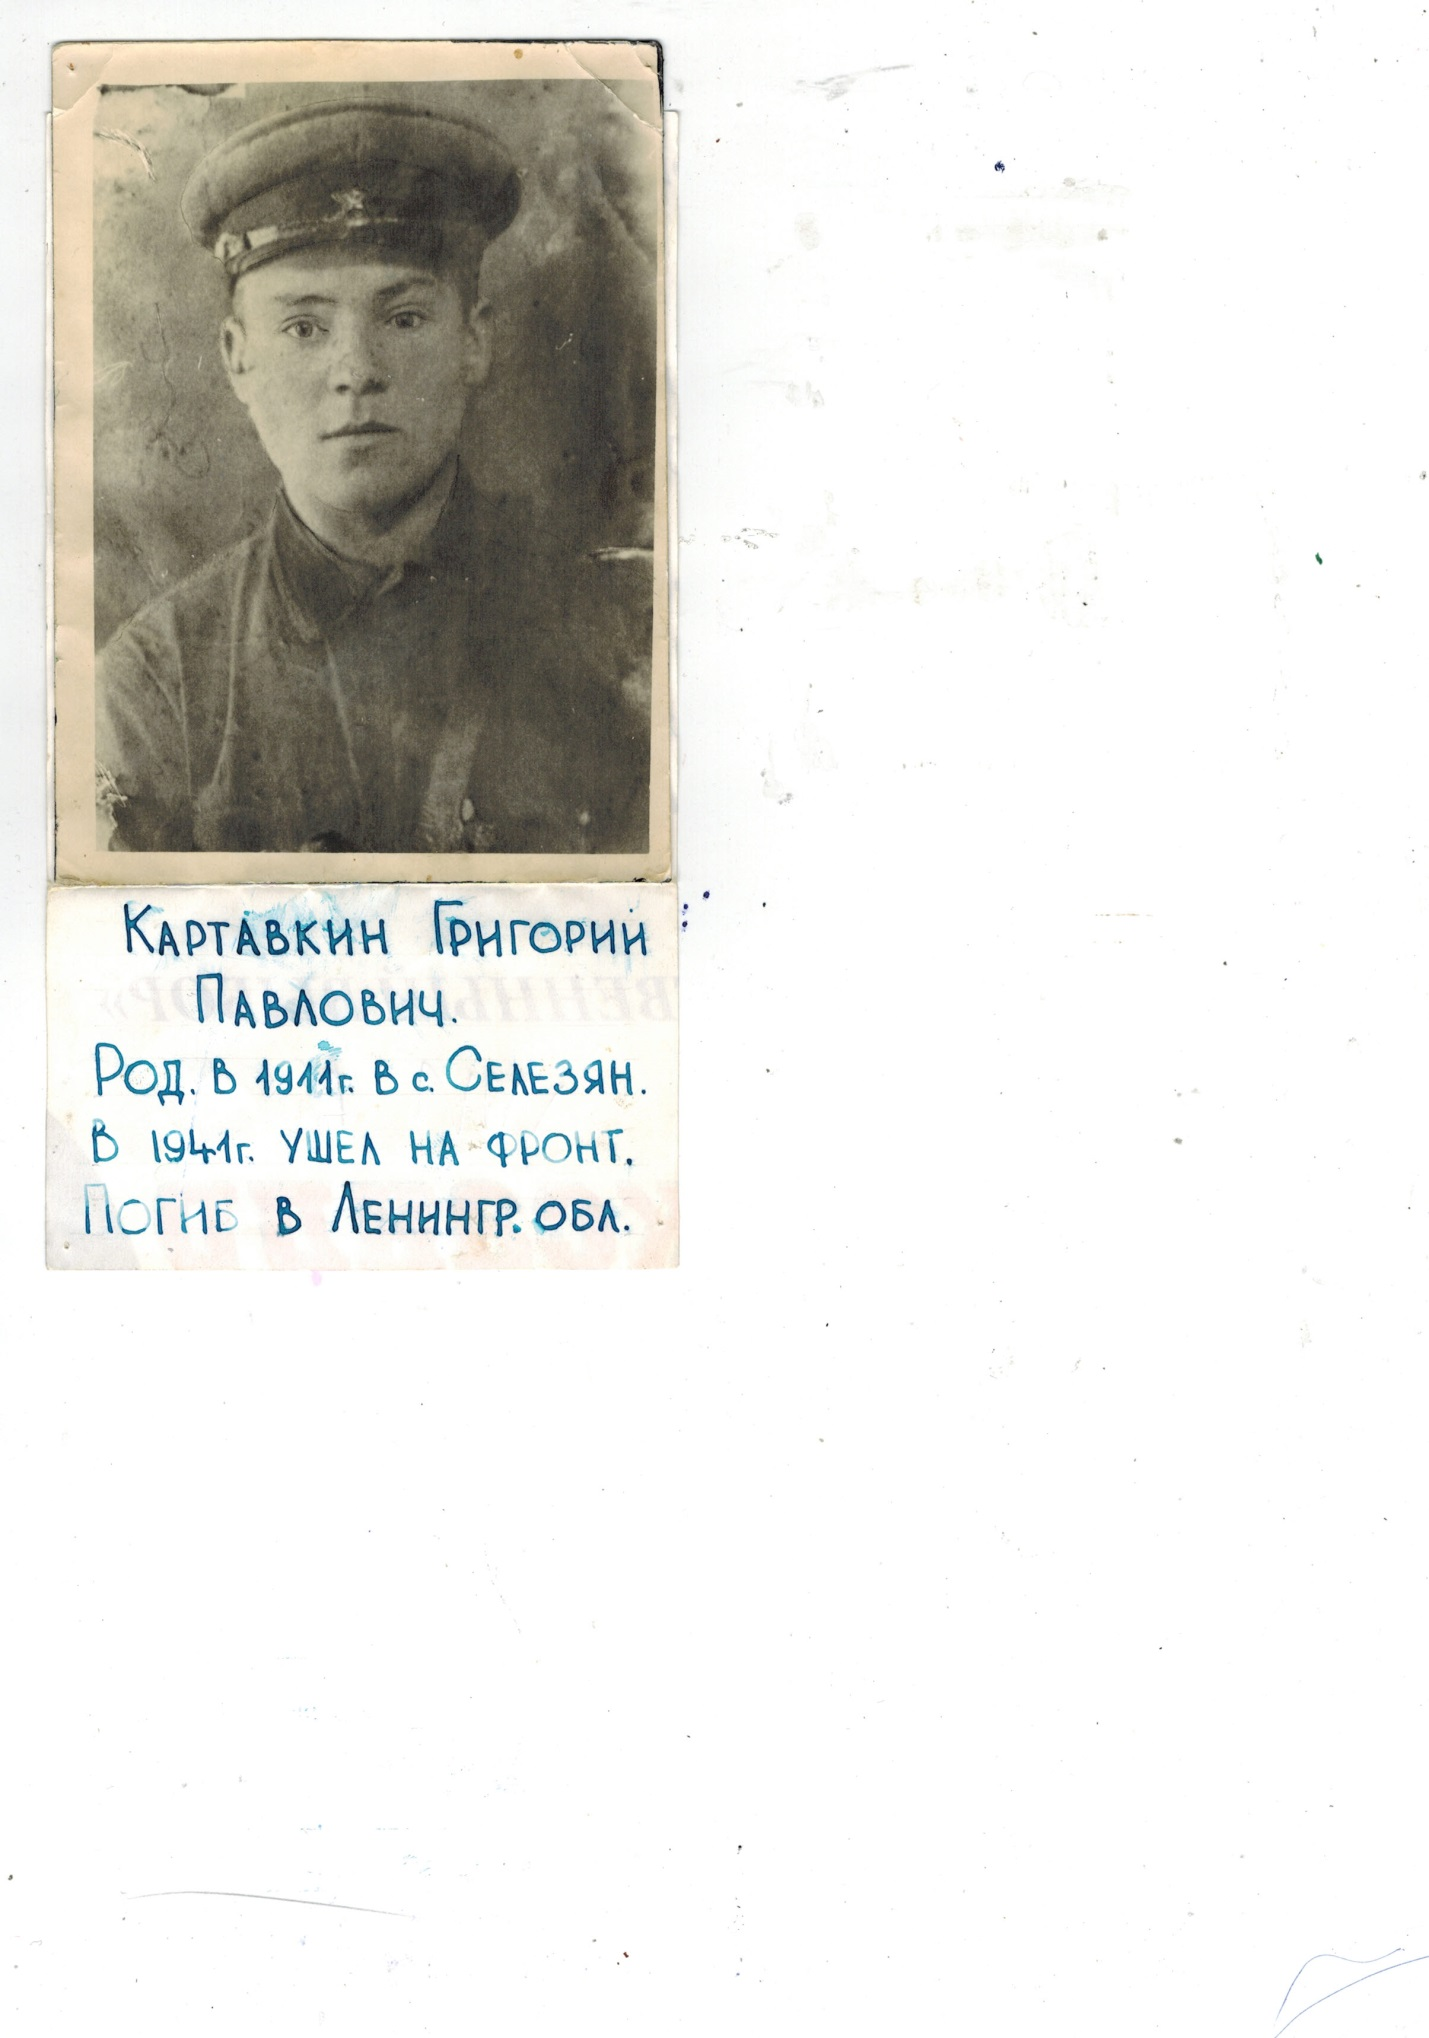 Картавкин Григорий
Павлович.
Род. в 1911г. в с. Селезян.
В 1941г. ушел на фронт.
Погиб в Ленингр. обл.